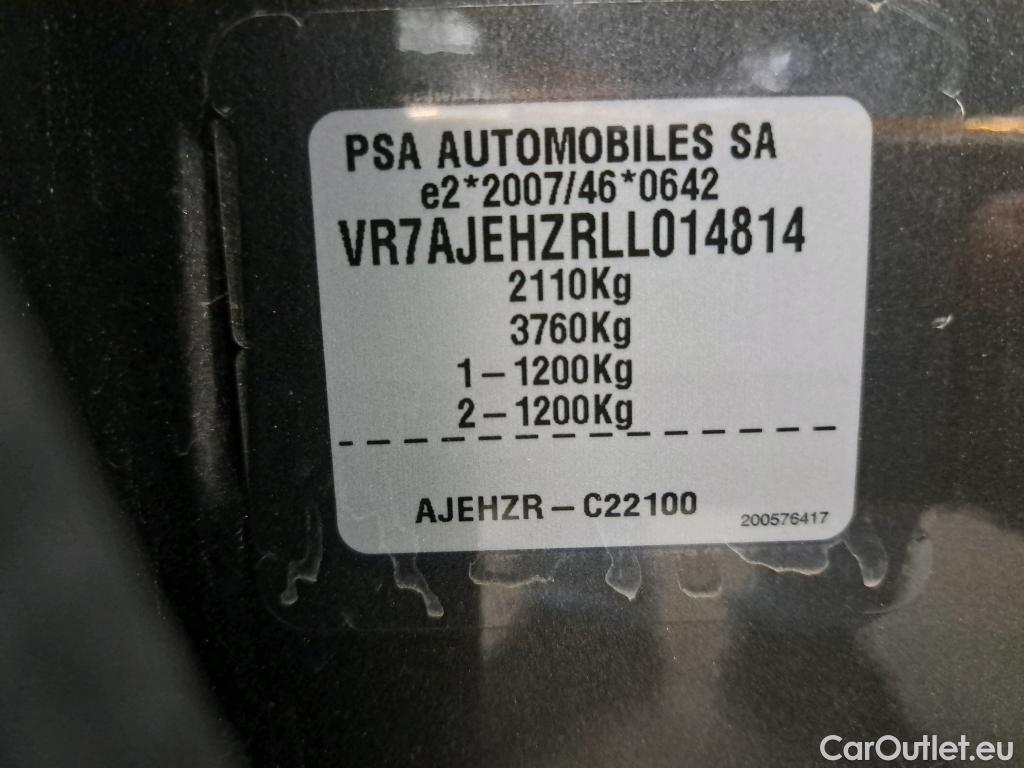 PSA AUTOMOBILES SA
e2*2007/46*0642
VR7AJEHZRLL014814
2110Kg
3760Kg
1-1200Kg
2-1200Kg
AJEHZR-C22100
200576417
CarOutlet.eu